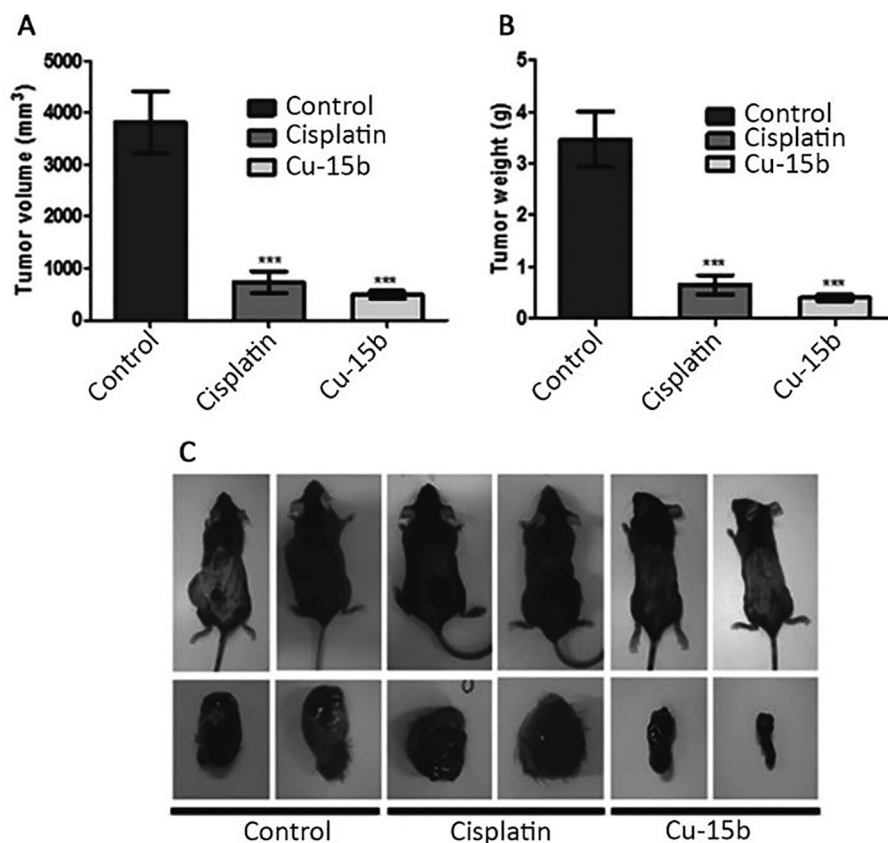 A
Tumor volume (mm³)
5000
4000
3000
2000
1000
0
Control
Cisplatin
Cu-15b
***
***
Control
Cisplatin
Cu-15b
B
Tumor weight (g)
5
4
3
2
1
0
Control
Cisplatin
Cu-15b
***
***
Control
Cisplatin
Cu-15b
C
Control
Cisplatin
Cu-15b